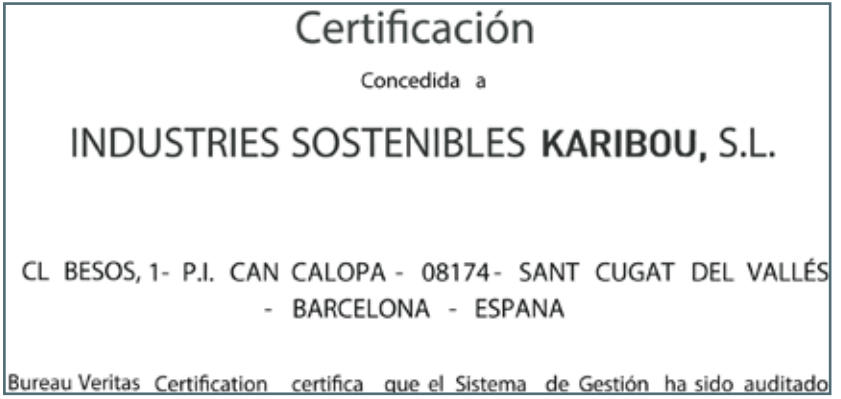 Certificación
Concedida a
INDUSTRIES SOSTENIBLES KARIBOU, S.L.
CL BESOS, 1- P.I. CAN CALOPA - 08174- SANT CUGAT DEL VALLÉS
- BARCELONA - ESPANA
Bureau Veritas Certification certifica que el Sistema de Gestión ha sido auditado